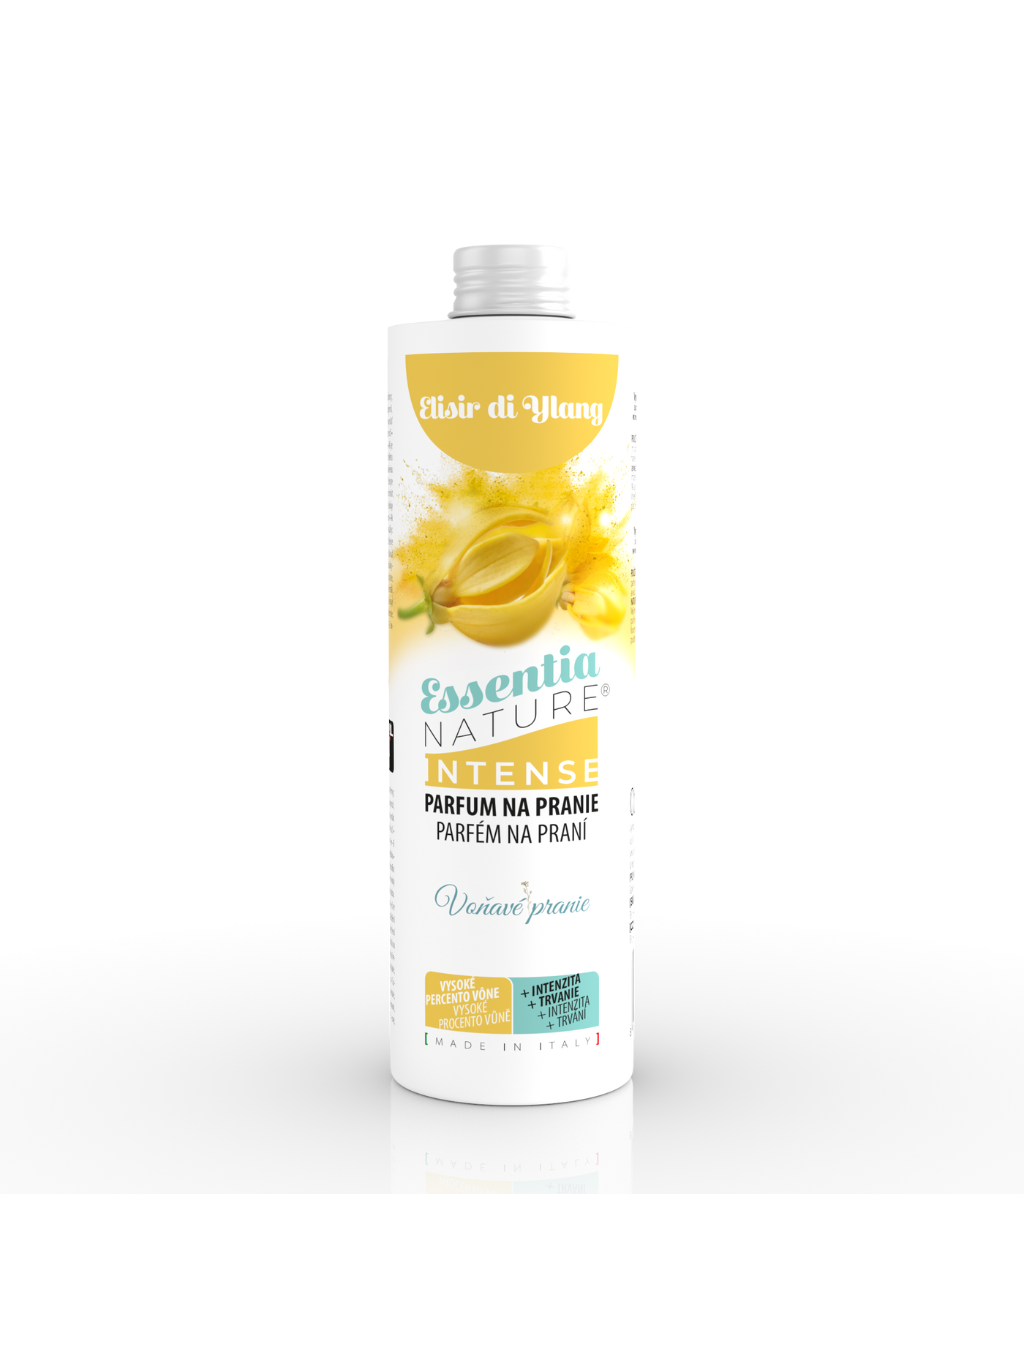 Elisir di Ylang
Essentia
NATURE®
INTENSE
PARFUM NA PRANIE
PARFÉM NA PRANÍ
Voňavé pranie
VYSOKÉ
PERCENTO VÔNE
VYSOKÉ
PROCENTO VŮNĚ
+ INTENZITA
+ TRVANIE
+ INTENZITA
+ TRVÁNÍ
[MADE IN ITALY]